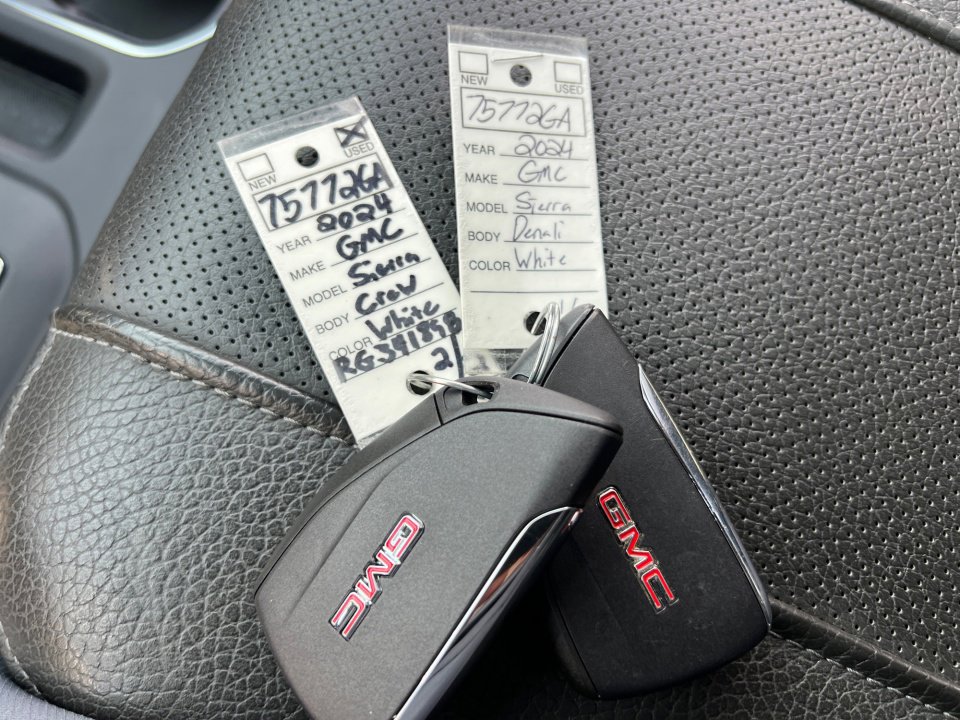 NEW
USED
75772GA
YEAR 2024
MAKE GMC
MODEL Sierra
BODY Crew
COLOR White
RG391898
2/
NEW
USED
75772GA
YEAR 2024
MAKE GMC
MODEL Sierra
BODY Denali
COLOR White
GMC
GMC